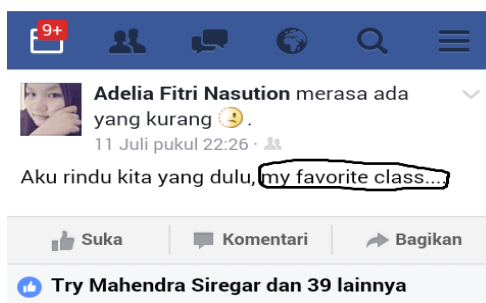 9+
Adelia Fitri Nasution merasa ada
yang kurang .
11 Juli pukul 22:26 ·
Aku rindu kita yang dulu, my favorite class....
Suka Komentari Bagikan
Try Mahendra Siregar dan 39 lainnya